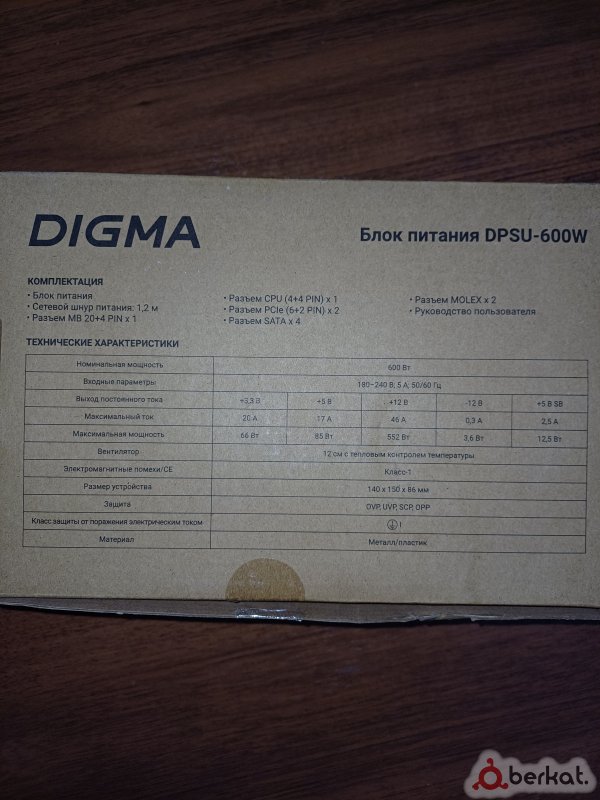 DIGMA
Блок питания DPSU-600W
КОМПЛЕКТАЦИЯ
• Блок питания
• Сетевой шнур питания: 1,2 м
• Разъем MB 20+4 PIN x 1
• Разъем CPU (4+4 PIN) x 1
• Разъем PCIe (6+2 PIN) x 2
• Разъем SATA x 4
• Разъем MOLEX x 2
• Руководство пользователя
ТЕХНИЧЕСКИЕ ХАРАКТЕРИСТИКИ
Номинальная мощность 600 Вт
Входные параметры 180–240 В; 5 А; 50/60 Гц
Выход постоянного тока +3,3 В +5 В +12 В -12 В +5 В SB
Максимальный ток 20 А 17 А 46 А 0,3 А 2,5 А
Максимальная мощность 66 Вт 85 Вт 552 Вт 3,6 Вт 12,5 Вт
Вентилятор 12 см с тепловым контролем температуры
Электромагнитные помехи/CE Класс-1
Размер устройства 140 x 150 x 86 мм
Защита OVP, UVP, SCP, OPP
Класс защиты от поражения электрическим током I
Материал Металл/пластик
berkat.